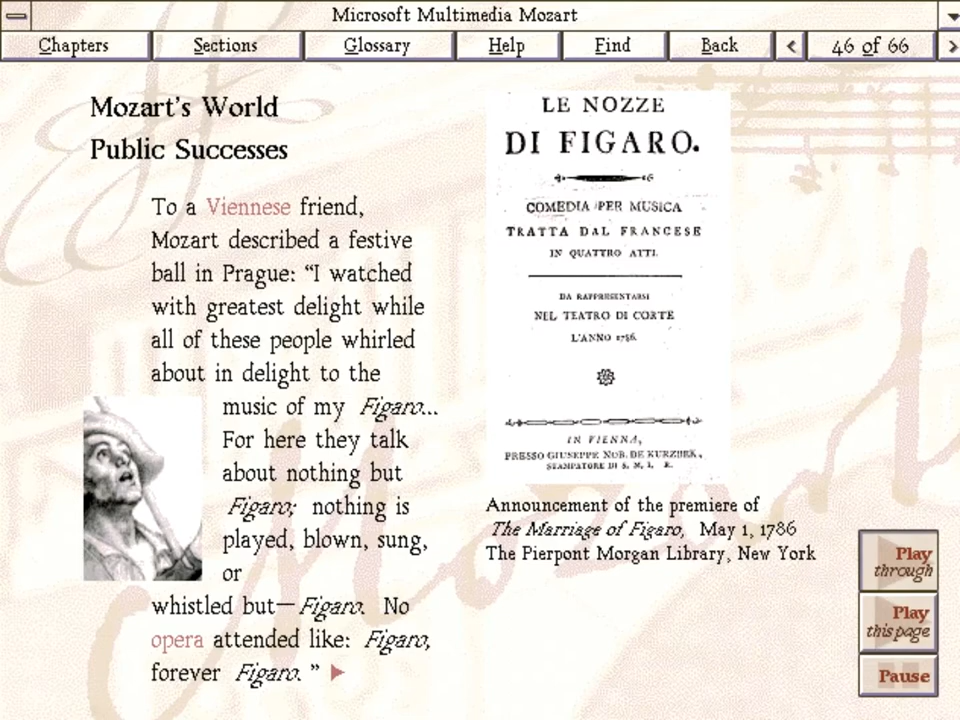 Microsoft Multimedia Mozart
Chapters Sections Glossary Help Find Back < 46 of 66 >
Mozart's World
Public Successes
To a Viennese friend,
Mozart described a festive
ball in Prague: “I watched
with greatest delight while
all of these people whirled
about in delight to the
music of my Figaro...
For here they talk
about nothing but
Figaro; nothing is
played, blown, sung,
or
whistled but—Figaro. No
opera attended like: Figaro,
forever Figaro.”
LE NOZZE
DI FIGARO.
COMEDIA PER MUSICA
TRATTA DAL FRANCESE
IN QUATTRO ATTI.
DA RAPPRESENTARSI
NEL TEATRO DI CORTE
L'ANNO 1786.
IN VIENNA,
PRESSO GIUSEPPE NOB. DE KURZBEK,
STAMPATORE DI S. M. I. R.
Announcement of the premiere of
The Marriage of Figaro, May 1, 1786
The Pierpont Morgan Library, New York
Play
through
Play
this page
Pause